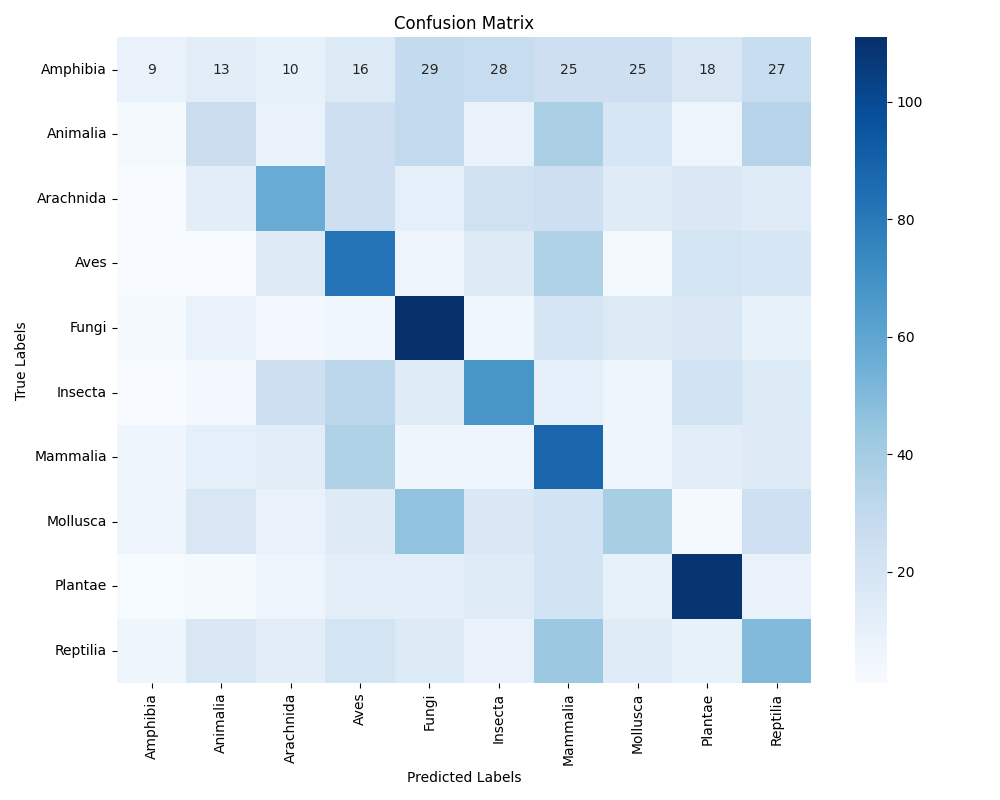 Confusion Matrix
Amphibia 9 13 10 16 29 28 25 25 18 27
Animalia
Arachnida
Aves
Fungi
Insecta
Mammalia
Mollusca
Plantae
Reptilia
True Labels
Amphibia Animalia Arachnida Aves Fungi Insecta Mammalia Mollusca Plantae Reptilia
Predicted Labels
100
80
60
40
20